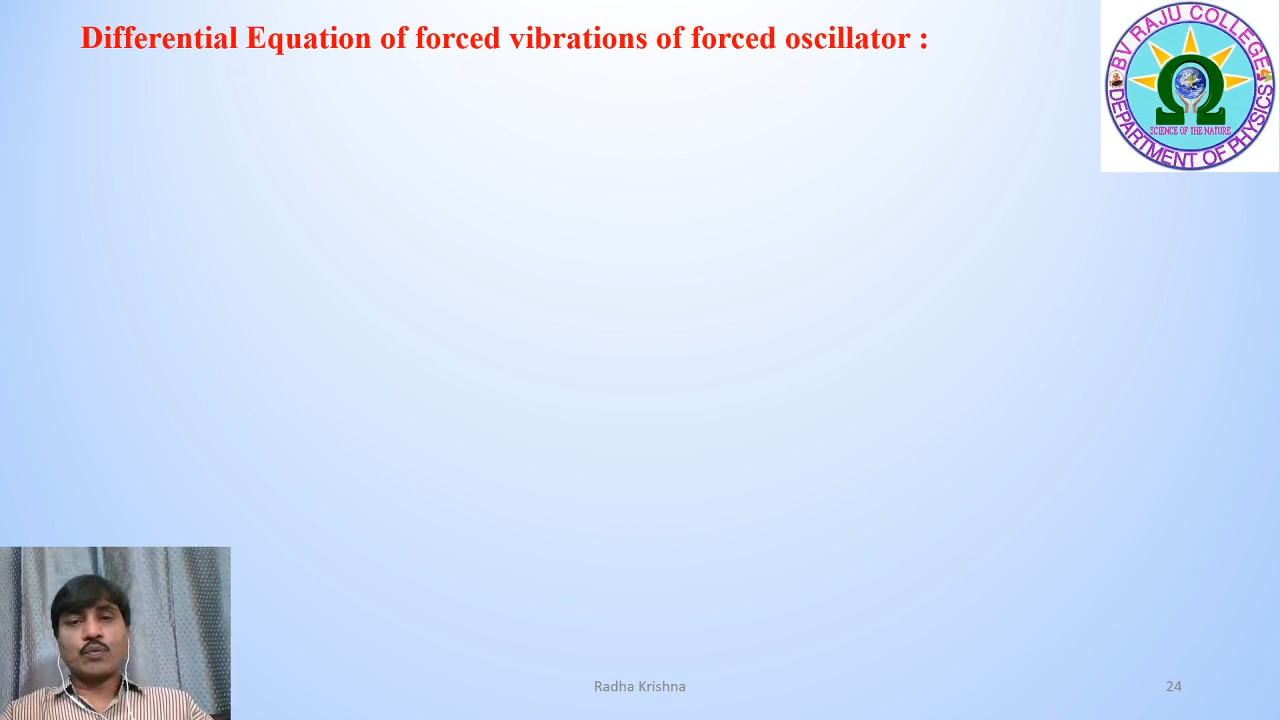 Differential Equation of forced vibrations of forced oscillator :
BV RAJU COLLEGE
SCIENCE OF THE NATURE
DEPARTMENT OF PHYSICS
Radha Krishna
24